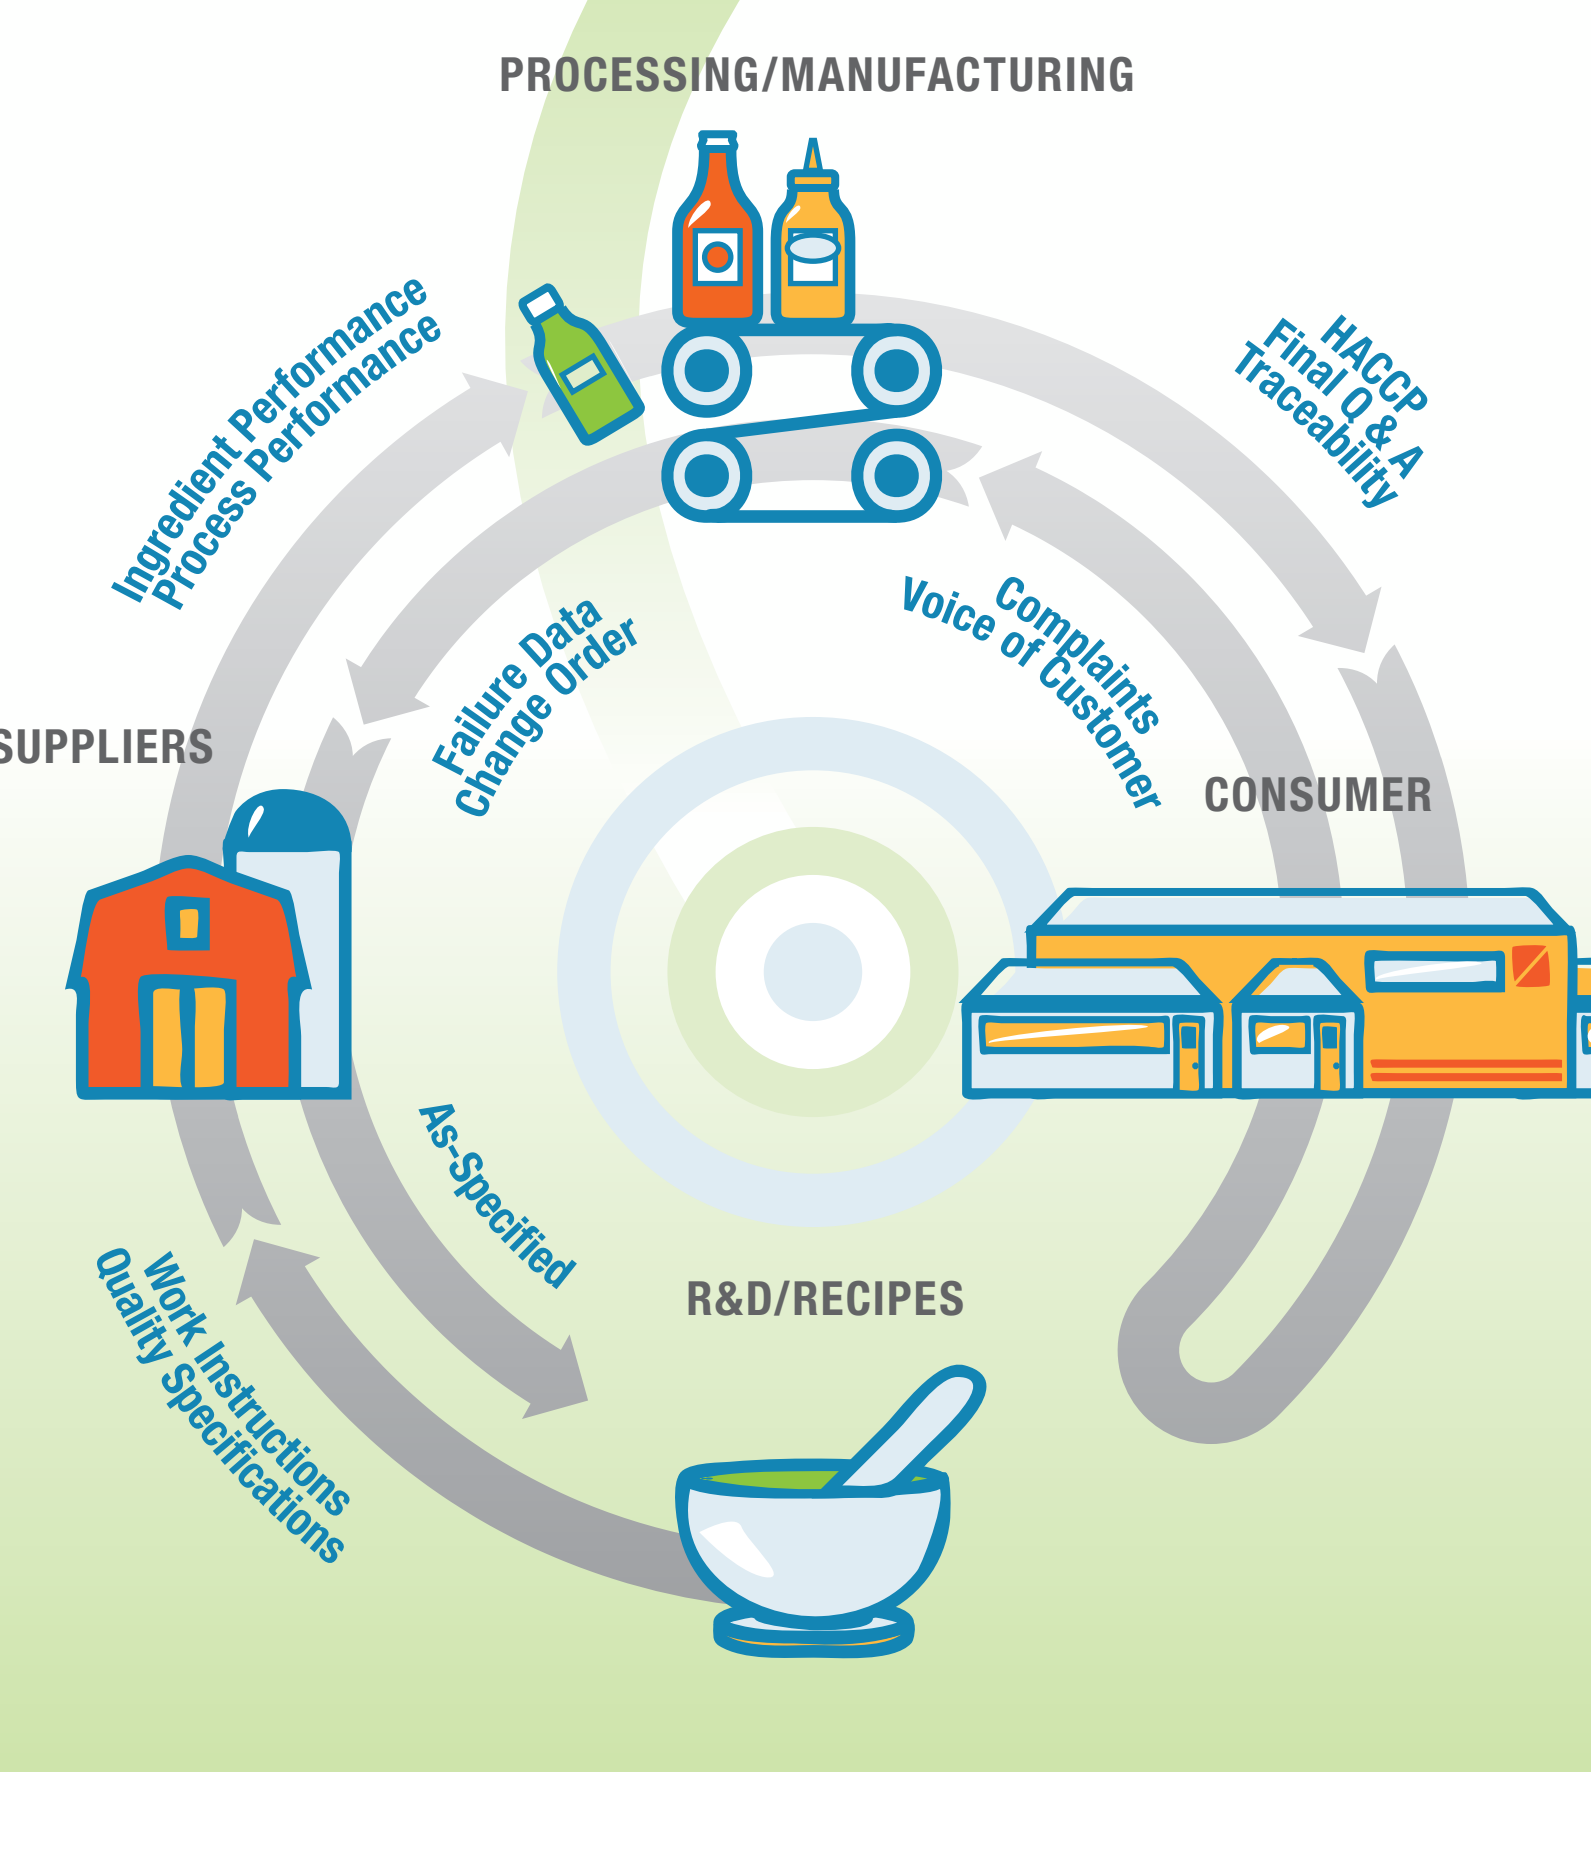 PROCESSING/MANUFACTURING
Ingredient Performance
Process Performance
HACCP
Final Q & A
Traceability
Complaints
Voice of Customer
Failure Data
Change Order
SUPPLIERS
CONSUMER
As-Specified
Work Instructions
Quality Specifications
R&D/RECIPES